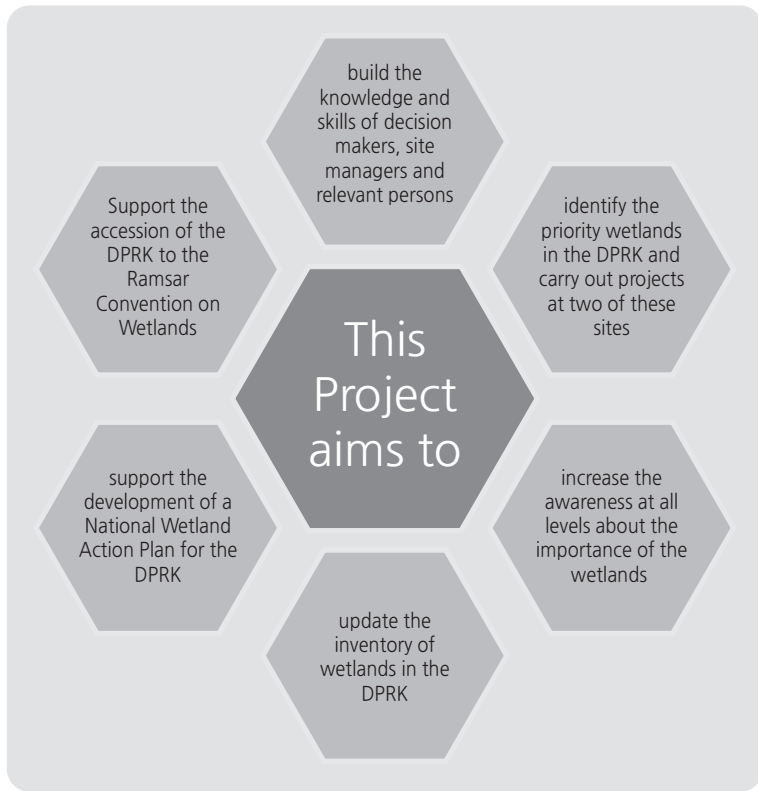 This
Project
aims to
build the
knowledge and
skills of decision
makers, site
managers and
relevant persons
identify the
priority wetlands
in the DPRK and
carry out projects
at two of these
sites
increase the
awareness at all
levels about the
importance of the
wetlands
update the
inventory of
wetlands in the
DPRK
support the
development of a
National Wetland
Action Plan for the
DPRK
Support the
accession of the
DPRK to the
Ramsar
Convention on
Wetlands